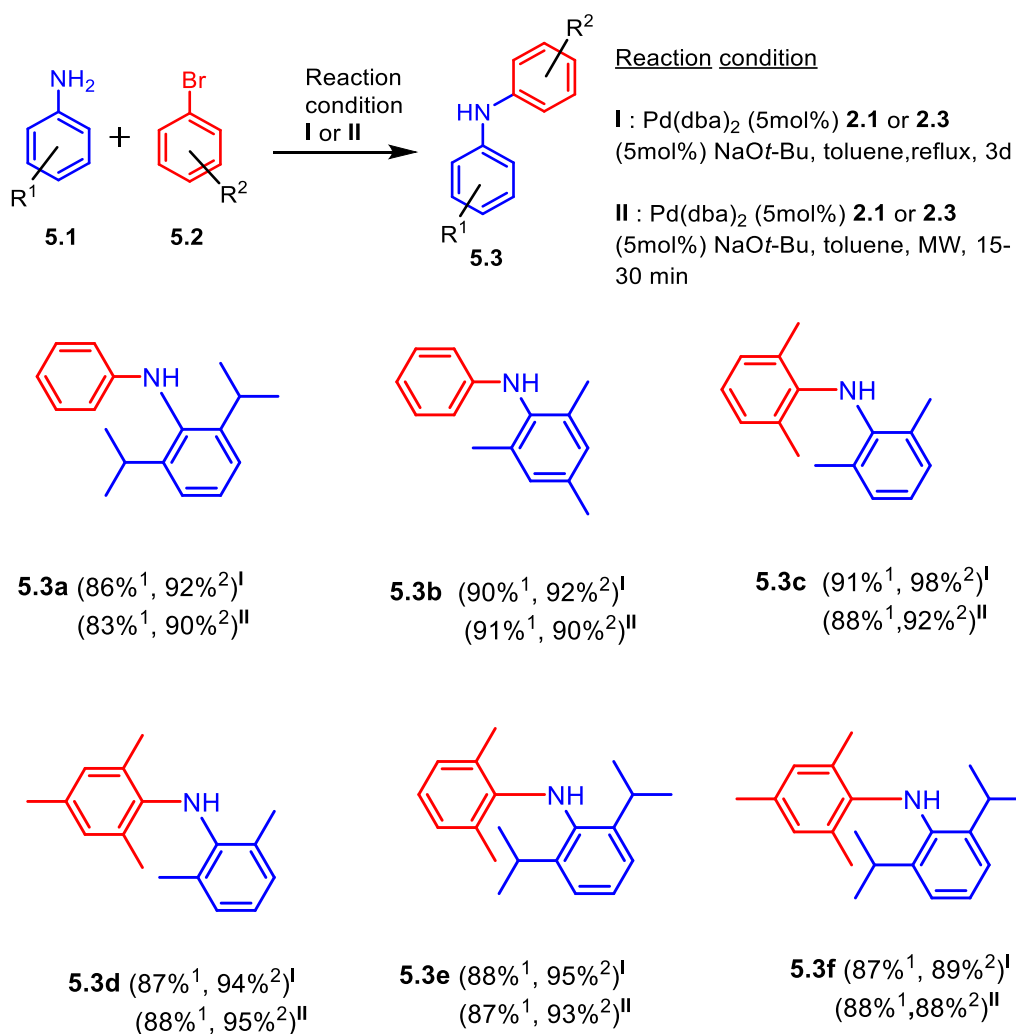 NH2
Br
R1
R2
+
5.1
5.2
Reaction
condition
I or II
HN
R2
R1
5.3
Reaction condition
I : Pd(dba)2 (5mol%) 2.1 or 2.3
(5mol%) NaOt-Bu, toluene,reflux, 3d
II : Pd(dba)2 (5mol%) 2.1 or 2.3
(5mol%) NaOt-Bu, toluene, MW, 15-
30 min
NH
NH
NH
5.3a (86%1, 92%2)I
(83%1, 90%2)II
5.3b (90%1, 92%2)I
(91%1, 90%2)II
5.3c (91%1, 98%2)I
(88%1,92%2)II
NH
NH
NH
5.3d (87%1, 94%2)I
(88%1, 95%2)II
5.3e (88%1, 95%2)I
(87%1, 93%2)II
5.3f (87%1, 89%2)I
(88%1,88%2)II